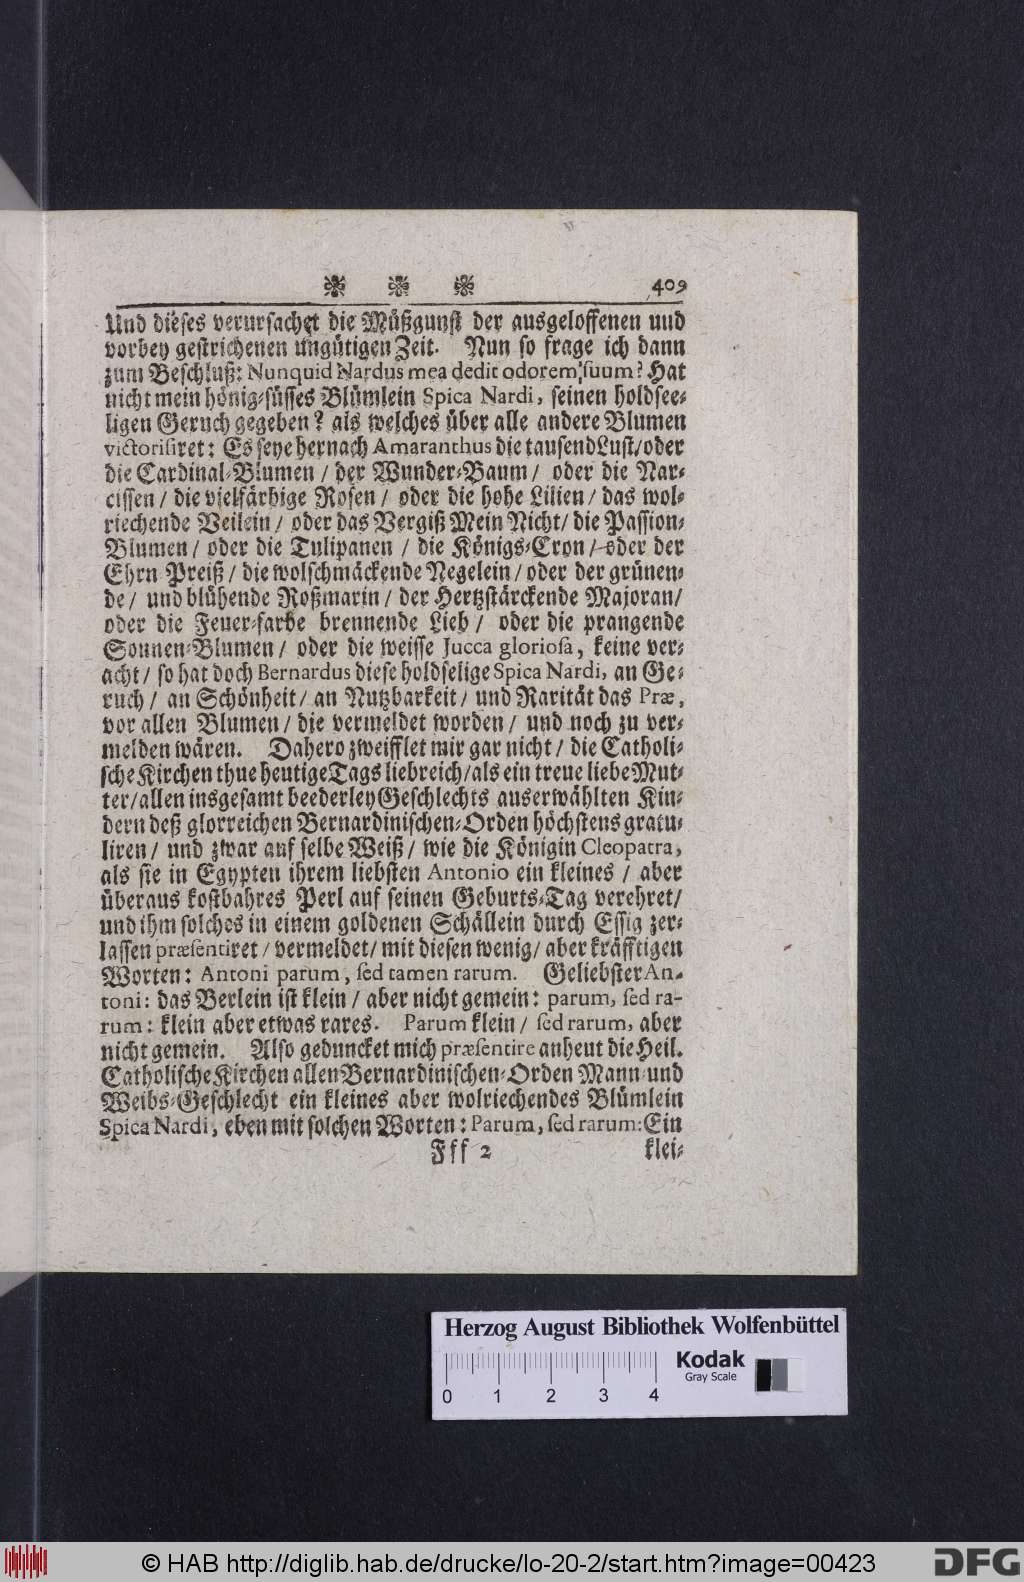 409
Und dieses verursachet die Müßgunst der ausgeloffenen und
vorbey gestrichenen ungütigen Zeit. Nun so frage ich dann
zum Beschluß: Nunquid Nardus mea dedit odorem suum? Hat
nicht mein hönig-süsses Blümlein Spica Nardi, seinen holdsee-
ligen Geruch gegeben? als welches über alle andere Blumen
victorisiret: Es seye hernach Amaranthus die tausendLust/oder
die Cardinal-Blumen / der Wunder-Baum / oder die Nar-
cissen / die vielfärbige Rosen / oder die hohe Lilien / das wol-
riechende Veilein / oder das Vergiß Mein Nicht/ die Passion-
Blumen / oder die Tulipanen / die Königs-Cron / oder der
Ehrn Preiß / die wolschmäckende Negelein / oder der grünen-
de / und blühende Roßmarin / der Hertzstärckende Majoran/
oder die Feuer-farbe brennende Lieb / oder die prangende
Sonnen-Blumen / oder die weisse Jucca gloriosa, keine ver-
acht / so hat doch Bernardus diese holdselige Spica Nardi, an Ge-
ruch / an Schönheit / an Nutzbarkeit / und Rarität das Præ,
vor allen Blumen / die vermeldet worden / und noch zu ver-
melden wären. Dahero zweifflet mir gar nicht / die Catholi-
sche Kirchen thue heutige Tags liebreich/als ein treue liebe Mut-
ter/allen insgesamt beederley Geschlechts auserwählten Kin-
dern deß glorreichen Bernardinischen-Orden höchstens gratu-
liren / und zwar auf selbe Weiß / wie die Königin Cleopatra,
als sie in Egypten ihrem liebsten Antonio ein kleines / aber
überaus kostbahres Perl auf seinen Geburts-Tag verehret/
und ihm solches in einem goldenen Schällein durch Essig zer-
lassen præsentiret / vermeldet/ mit diesen wenig/ aber kräfftigen
Worten: Antoni parum, sed tamen rarum. Geliebster An-
toni: das Berlein ist klein / aber nicht gemein: parum, sed ra-
rum: klein aber etwas rares. Parum klein / sed rarum, aber
nicht gemein. Also geduncket mich præsentire anheut die Heil.
Catholische Kirchen allen Bernardinischen-Orden Mann-und
Weibs-Geschlecht ein kleines aber wolriechendes Blümlein
Spica Nardi, eben mit solchen Worten: Parum, sed rarum: Ein
Fff 2 klei-
Herzog August Bibliothek Wolfenbüttel
Kodak
Gray Scale
0 1 2 3 4
© HAB http://diglib.hab.de/drucke/lo-20-2/start.htm?image=00423
DFG